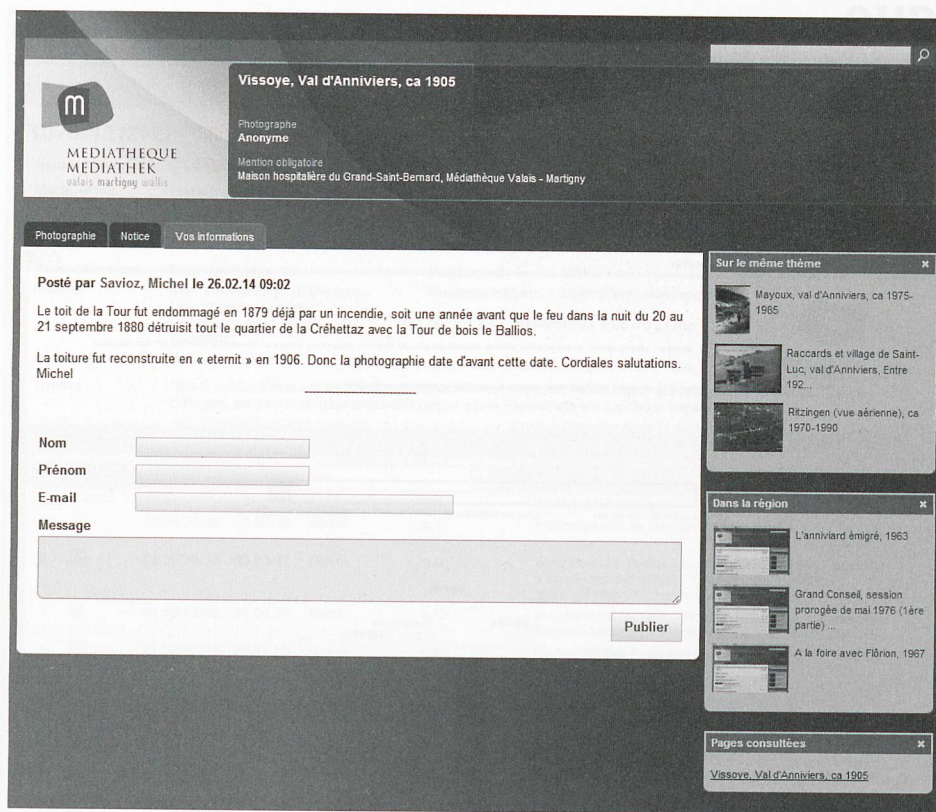 Vissoye, Val d'Anniviers, ca 1905
Photographe
Anonyme
Mention obligatoire
Maison hospitalière du Grand-Saint-Bernard, Médiathèque Valais - Martigny
m
MEDIATHEQUE
MEDIATHEK
valais martigny wallis
Photographie
Notice
Vos informations
Posté par Savioz, Michel le 26.02.14 09:02
Le toit de la Tour fut endommagé en 1879 déjà par un incendie, soit une année avant que le feu dans la nuit du 20 au
21 septembre 1880 détruisit tout le quartier de la Créhettaz avec la Tour de bois le Ballios.
La toiture fut reconstruite en « eternit » en 1906. Donc la photographie date d'avant cette date. Cordiales salutations.
Michel
Nom
Prénom
E-mail
Message
Publier
Sur le même thème
Mayoux, val d'Anniviers, ca 1975-
1985
Raccards et village de Saint-
Luc, val d'Anniviers, Entre
192...
Ritzingen (vue aérienne), ca
1970-1990
Dans la région
L'anniviard émigré, 1963
Grand Conseil, session
prorogée de mai 1976 (1ère
partie) ...
A la foire avec Flôrion, 1967
Pages consultées
Vissoye, Val d'Anniviers, ca 1905